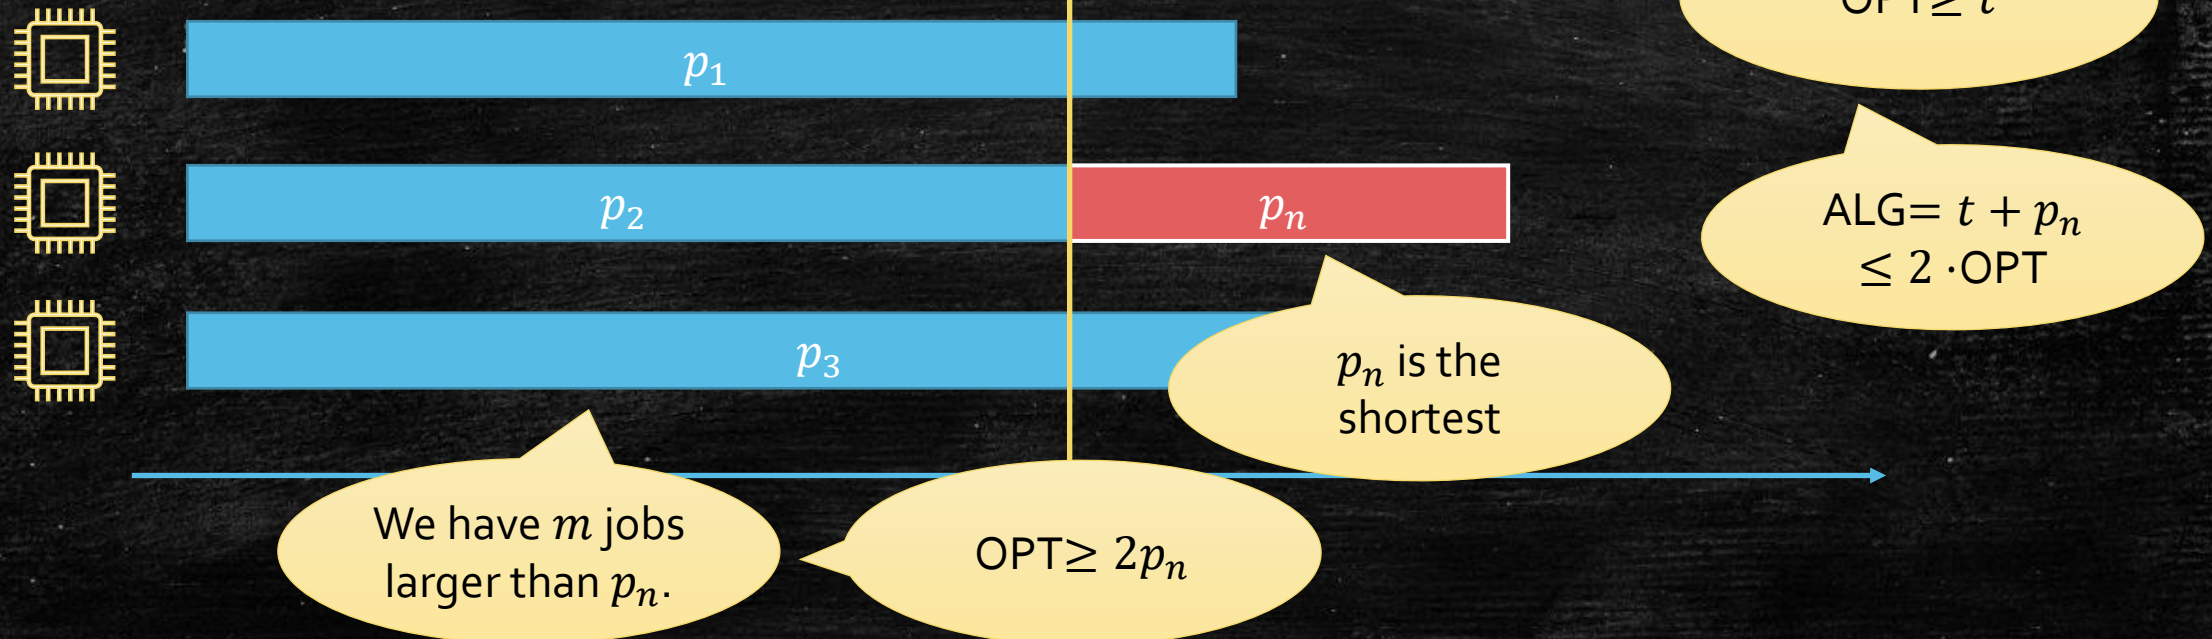 OPT≥ t
p₁
p₂
pₙ
ALG= t + pₙ
≤ 2 ·OPT
p₃
pₙ is the
shortest
We have m jobs
larger than pₙ.
OPT≥ 2pₙ